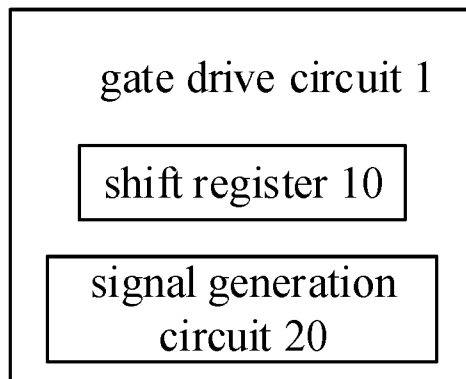 gate drive circuit 1
shift register 10
signal generation
circuit 20